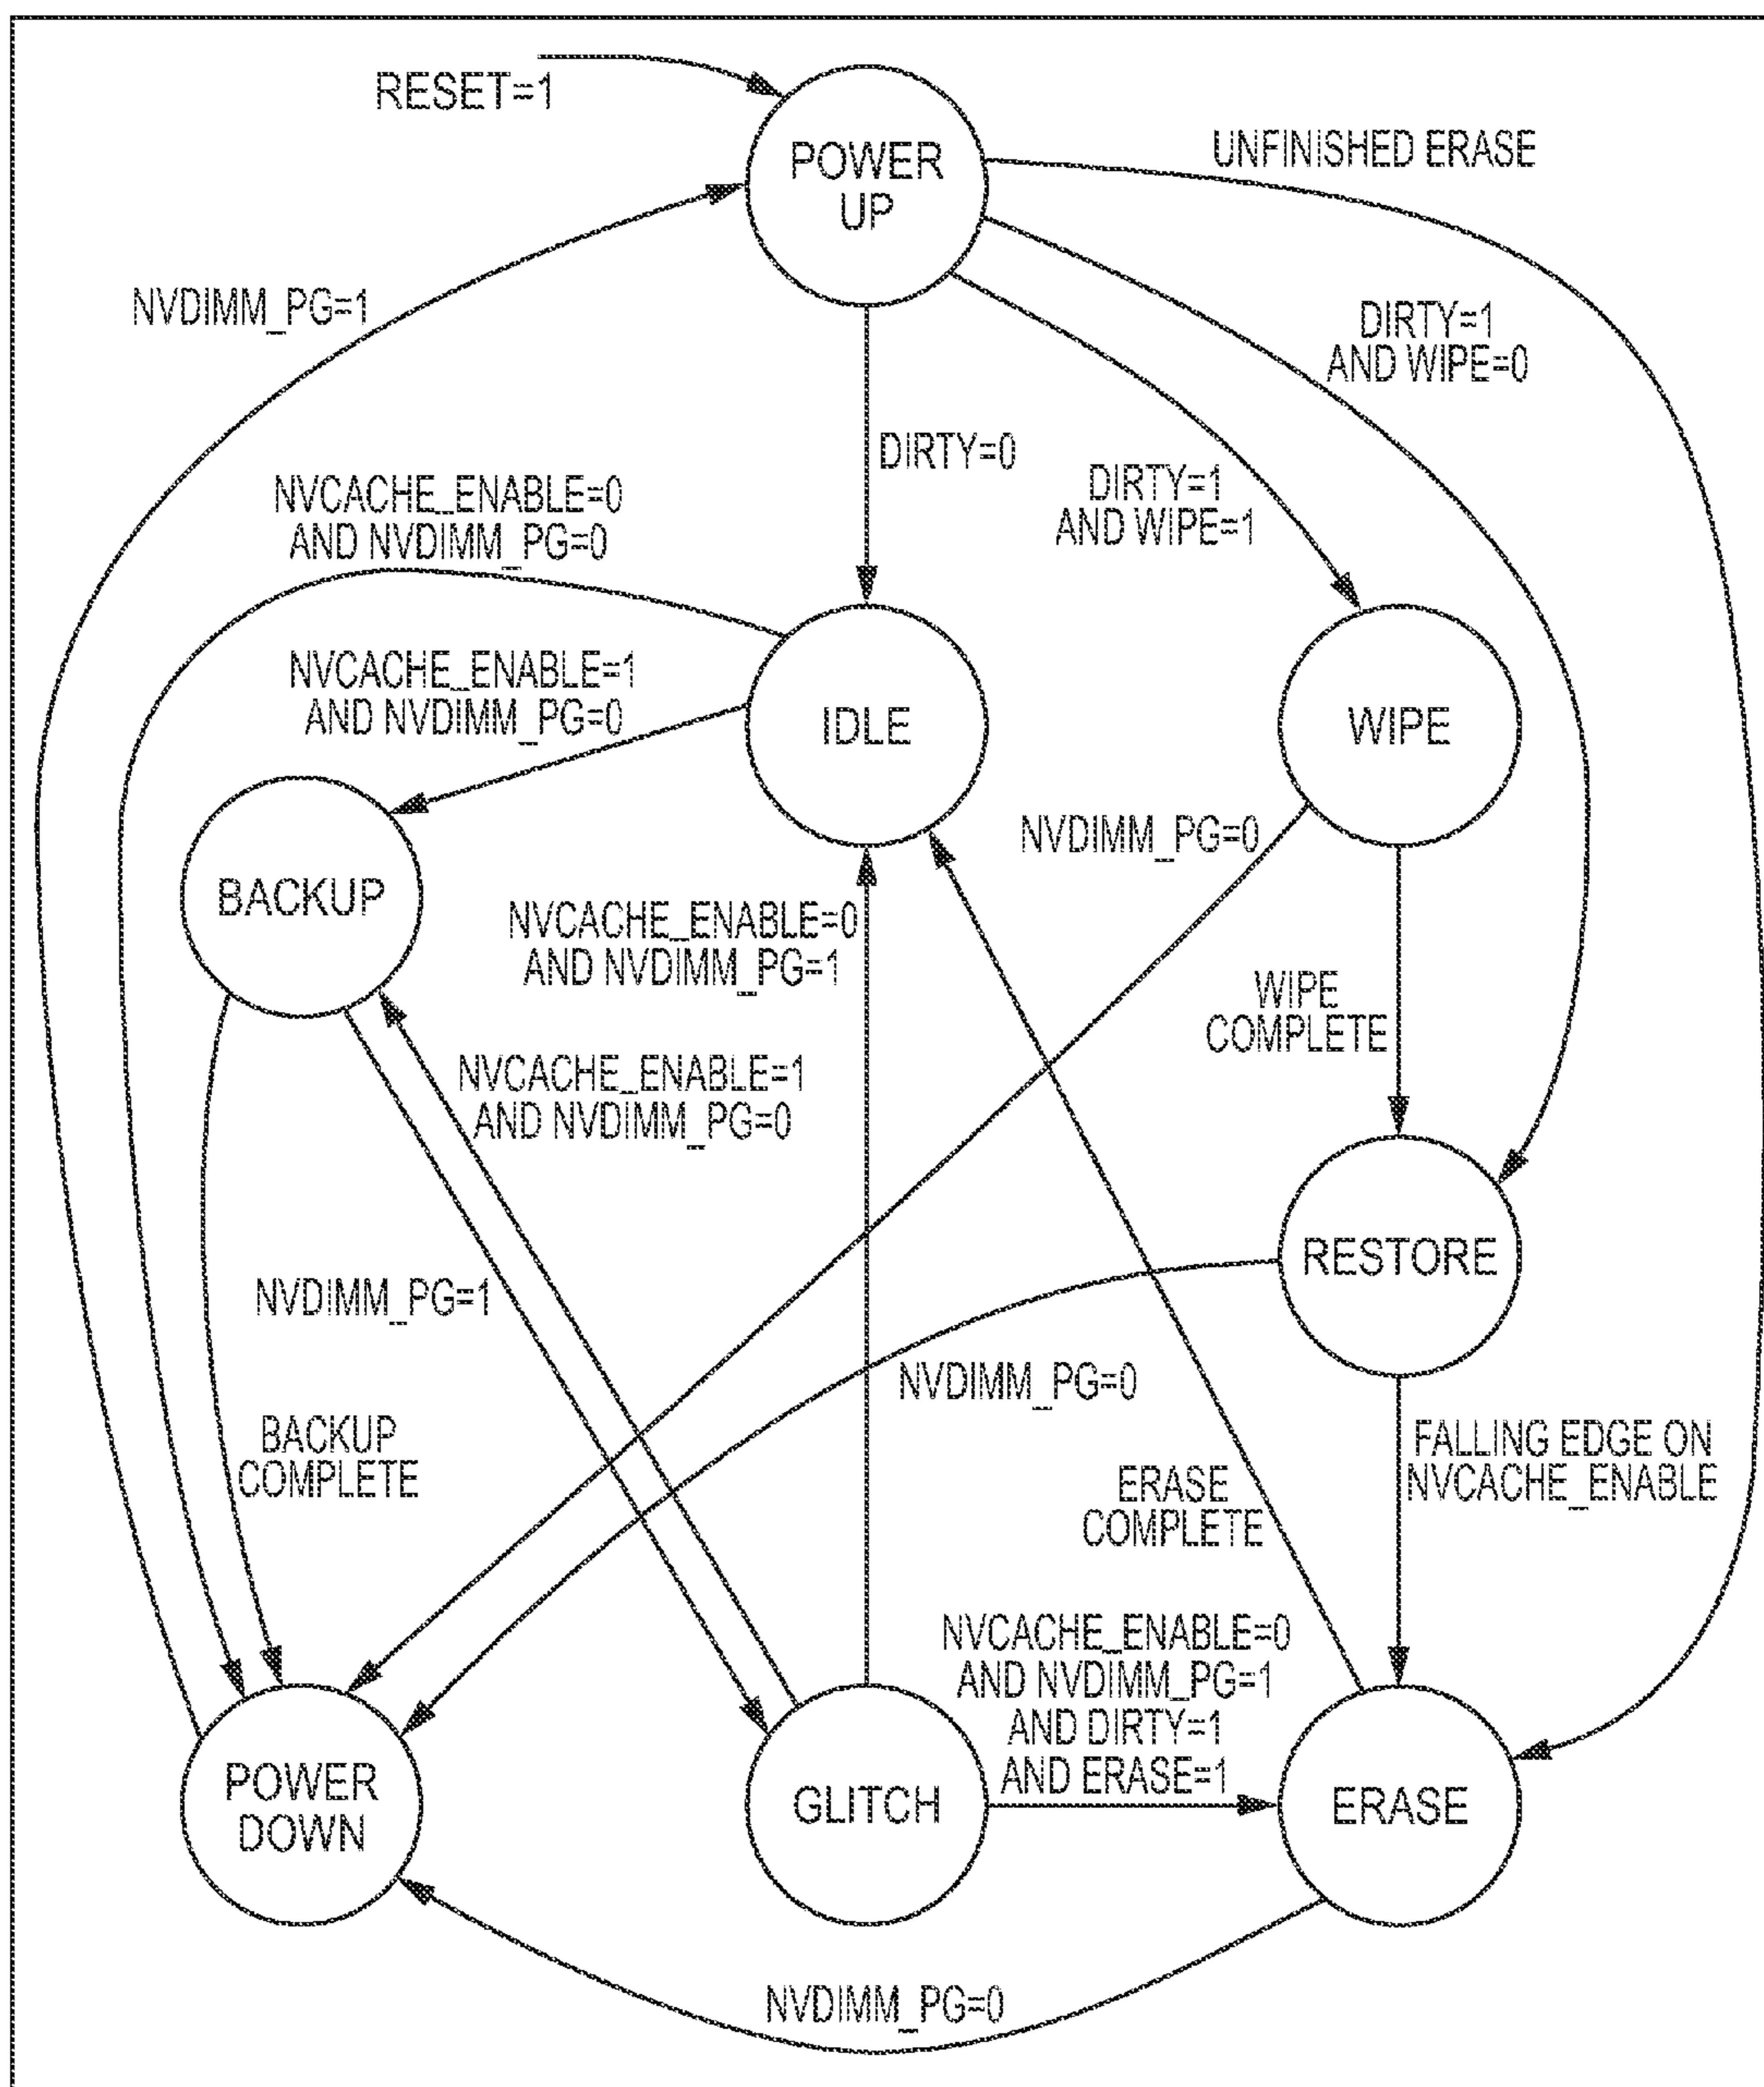 RESET=1
POWER
UP
UNFINISHED ERASE
NVDIMM_PG=1
DIRTY=1
AND WIPE=0
DIRTY=0
DIRTY=1
AND WIPE=1
NVCACHE_ENABLE=0
AND NVDIMM_PG=0
NVCACHE_ENABLE=1
AND NVDIMM_PG=0
IDLE
WIPE
NVDIMM_PG=0
BACKUP
NVCACHE_ENABLE=0
AND NVDIMM_PG=1
WIPE
COMPLETE
NVCACHE_ENABLE=1
AND NVDIMM_PG=0
RESTORE
NVDIMM_PG=1
NVDIMM_PG=0
BACKUP
COMPLETE
FALLING EDGE ON
NVCACHE_ENABLE
ERASE
COMPLETE
NVCACHE_ENABLE=0
AND NVDIMM_PG=1
AND DIRTY=1
AND ERASE=1
POWER
DOWN
GLITCH
ERASE
NVDIMM_PG=0